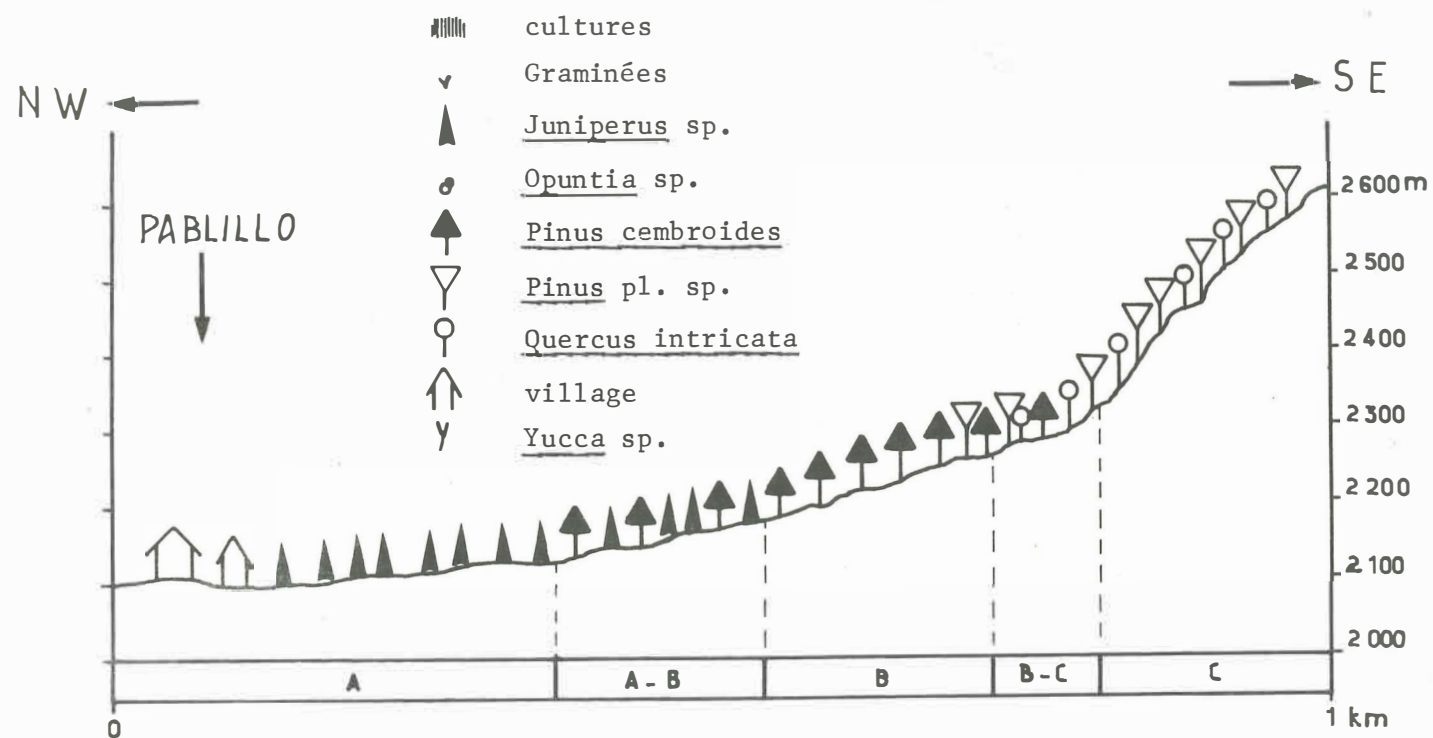 cultures
Graminées
NW
SE
Juniperus sp.
Opuntia sp.
2600m
PABLILLO
Pinus cembroides
Pinus pl. sp.
2500
Quercus intricata
2400
village
2300
Yucca sp.
2200
2100
2000
A
A-B
B
B-C
C
0
1 km